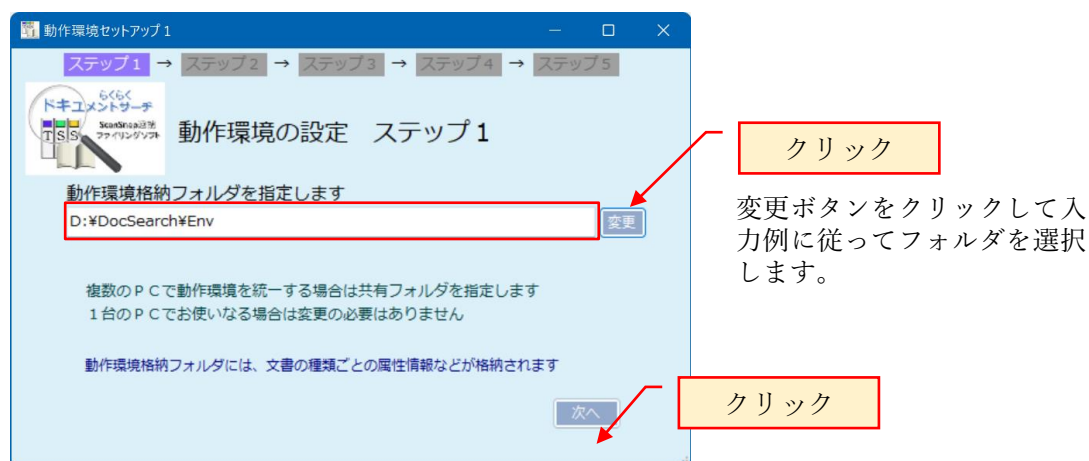 動作環境セットアップ1
ステップ1 → ステップ2 → ステップ3 → ステップ4 → ステップ5
らくらく
ドキュメントサーチ
ScanSnap連携
ファイリングソフト
TSS
動作環境の設定　ステップ1
クリック
動作環境格納フォルダを指定します
D:¥DocSearch¥Env
変更
変更ボタンをクリックして入
力例に従ってフォルダを選択
します。
複数のPCで動作環境を統一する場合は共有フォルダを指定します
1台のPCでお使いなる場合は変更の必要はありません
動作環境格納フォルダには、文書の種類ごとの属性情報などが格納されます
次へ
クリック